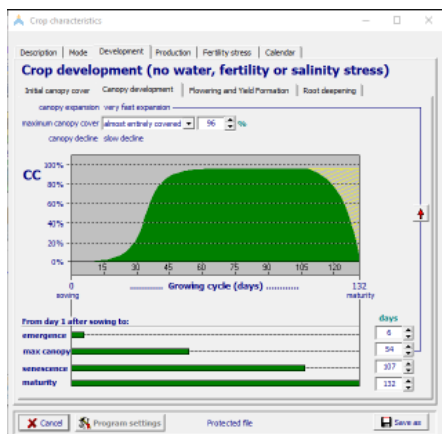 Crop characteristics
Description Mode Development Production Fertility stress Calendar
Crop development (no water, fertility or salinity stress)
Initial canopy cover Canopy development Flowering and Yield Formation Root deepening
canopy expansion very fast expansion
maximum canopy cover almost entirely covered 96 %
canopy decline slow decline
CC
100%
80%
60%
40%
20%
0%
15 30 45 60 75 90 105 120
0 ........ Growing cycle (days) ............ 132
sowing maturity
From day 1 after sowing to: days
emergence 6
max canopy 54
senescence 107
maturity 132
Cancel Program settings Protected file Save as